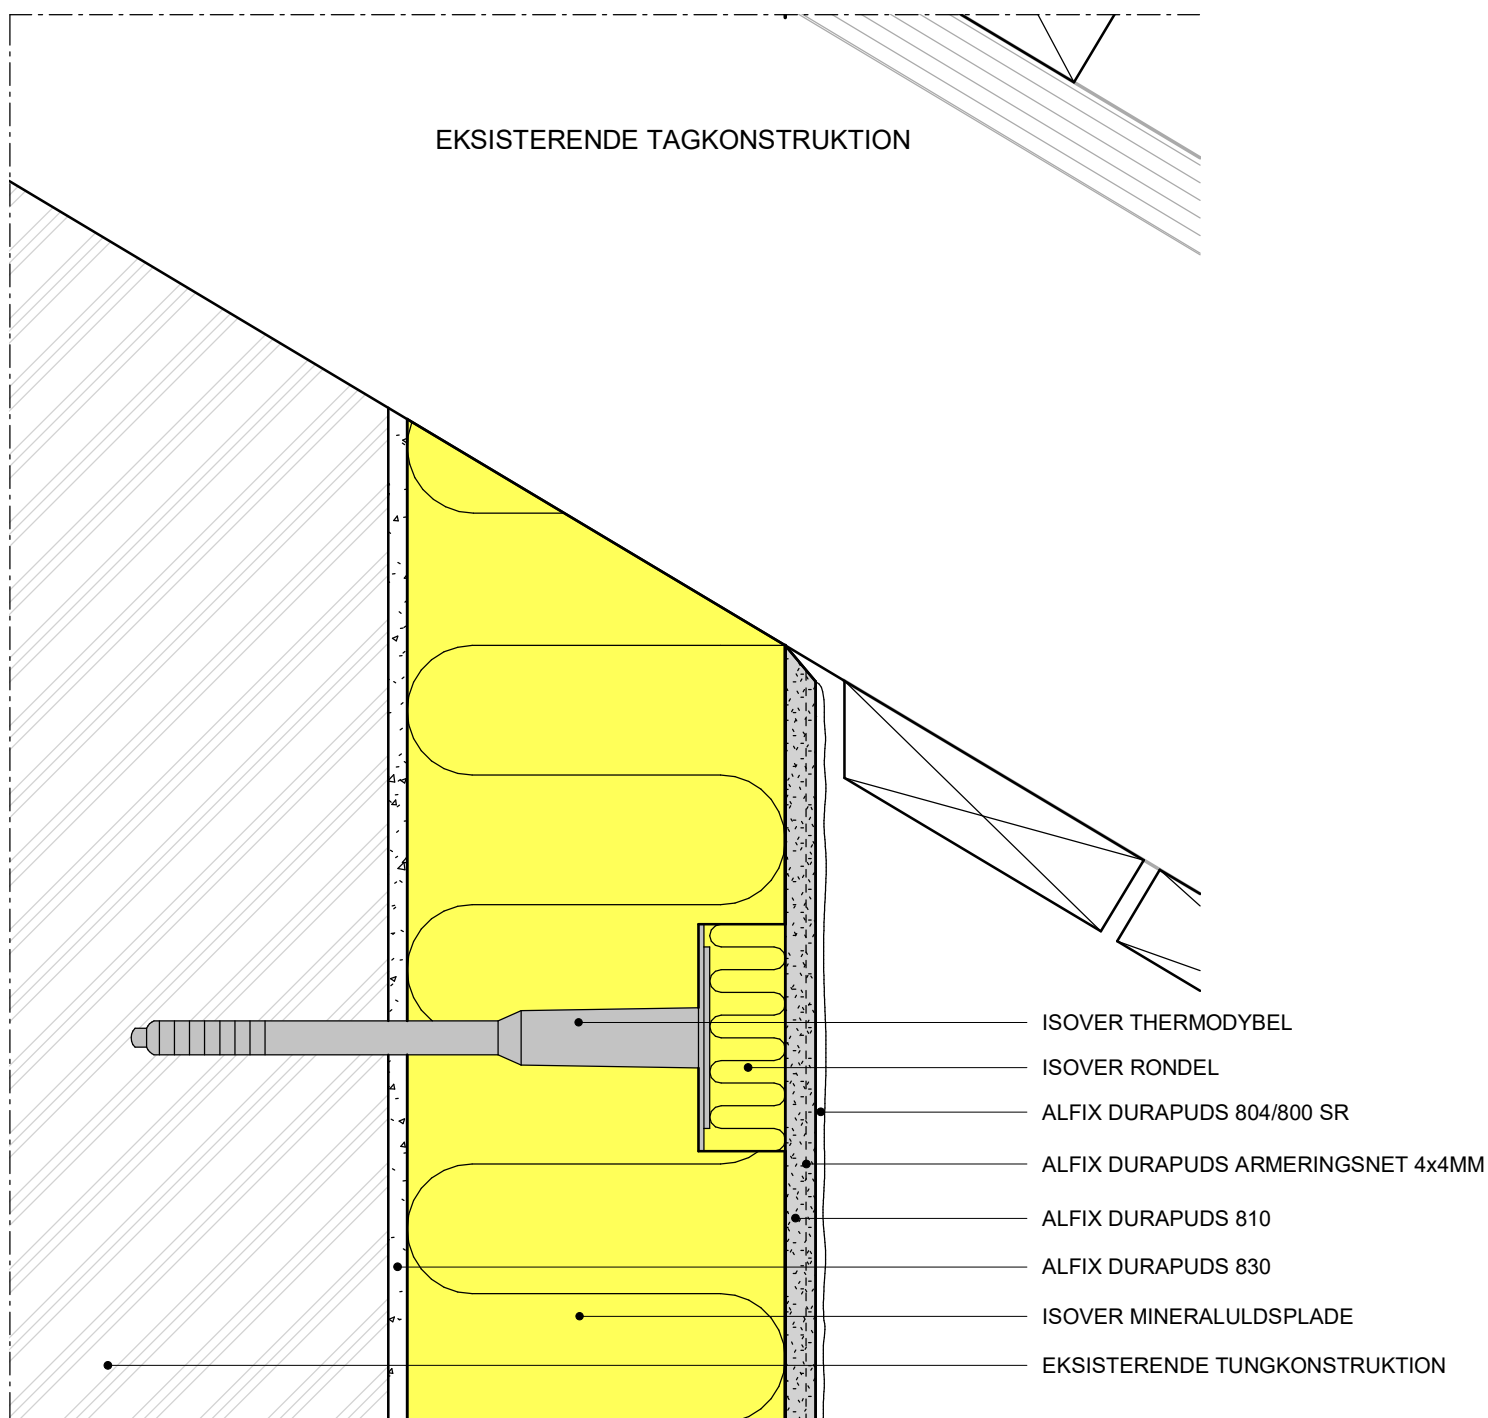 EKSISTERENDE TAGKONSTRUKTION
ISOVER THERMODYBEL
ISOVER RONDEL
ALFIX DURAPUDS 804/800 SR
ALFIX DURAPUDS ARMERINGSNET 4x4MM
ALFIX DURAPUDS 810
ALFIX DURAPUDS 830
ISOVER MINERALULDSPLADE
EKSISTERENDE TUNGKONSTRUKTION